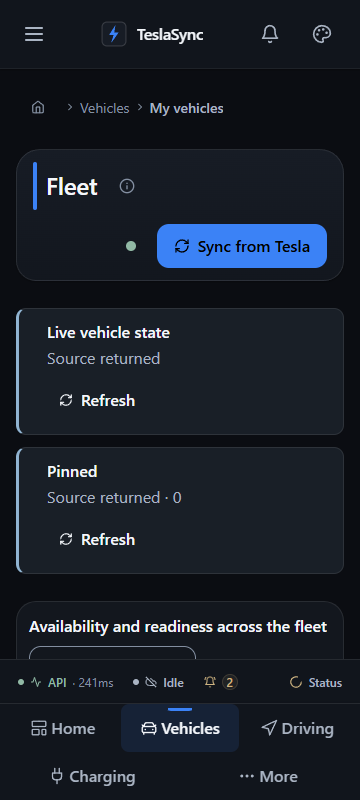 TeslaSync
Vehicles
My vehicles
Fleet
Sync from Tesla
Live vehicle state
Source returned
Refresh
Pinned
Source returned · 0
Refresh
Availability and readiness across the fleet
API · 241ms
Idle
2
Status
Home
Vehicles
Driving
Charging
More